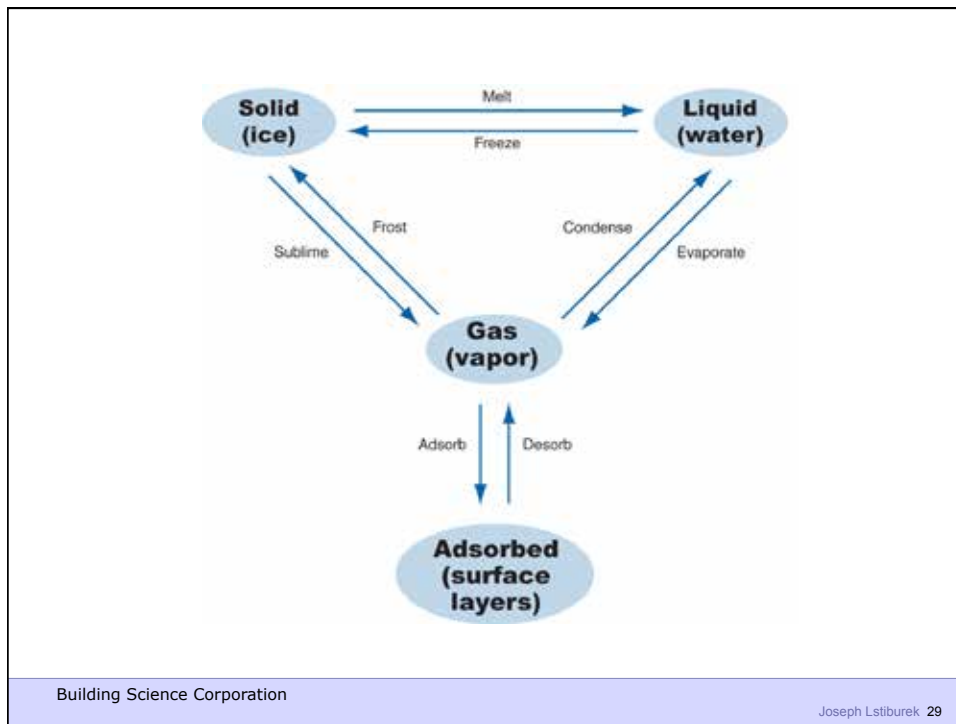 Solid
(ice)
Melt
Freeze
Liquid
(water)
Frost
Sublime
Condense
Evaporate
Gas
(vapor)
Adsorb
Desorb
Adsorbed
(surface
layers)
Building Science Corporation
Joseph Lstiburek 29